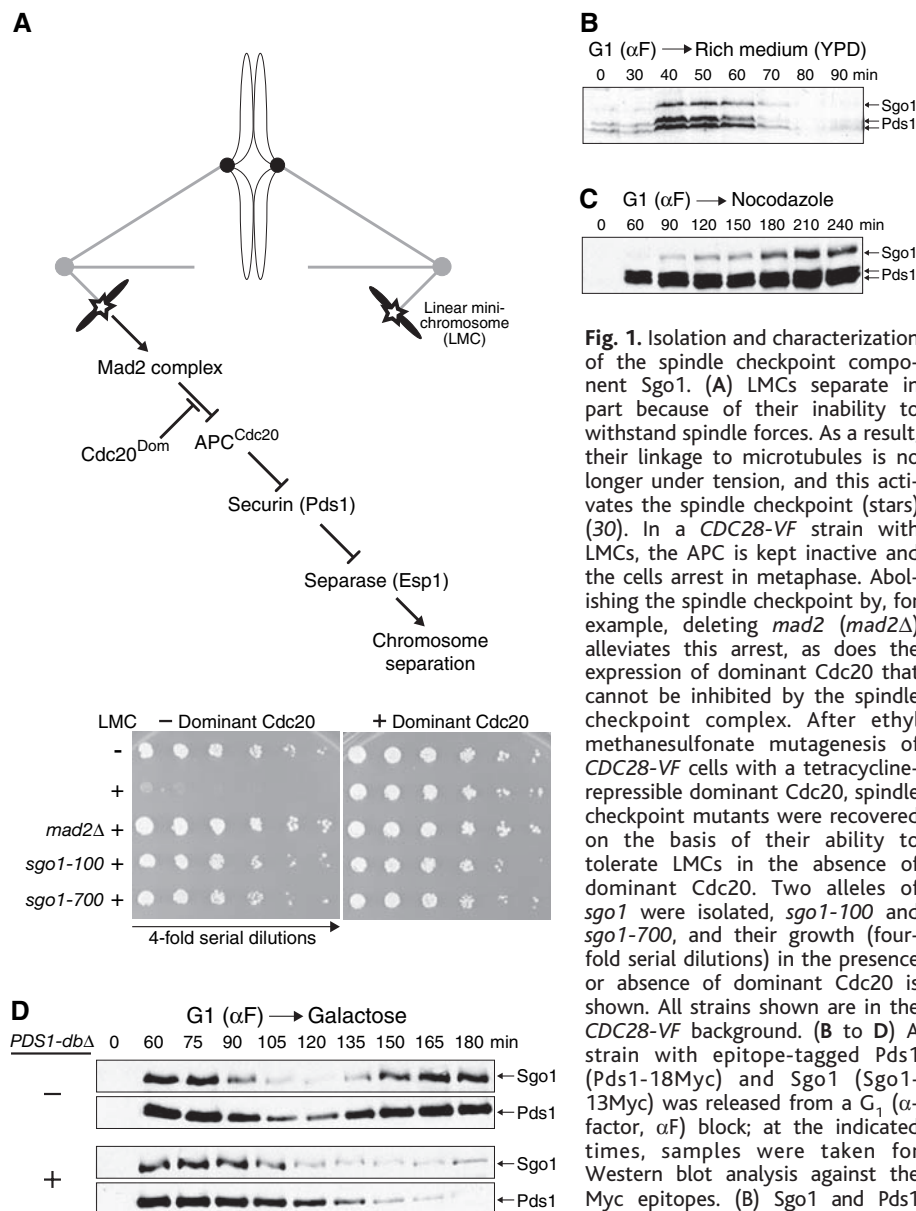 A
Linear mini-
chromosome
(LMC)
Mad2 complex
Cdc20Dom
APCCdc20
Securin (Pds1)
Separase (Esp1)
Chromosome
separation
LMC − Dominant Cdc20 + Dominant Cdc20
-
+
mad2Δ +
sgo1-100 +
sgo1-700 +
4-fold serial dilutions
B
G1 (αF) → Rich medium (YPD)
0 30 40 50 60 70 80 90 min
←Sgo1
←Pds1
C
G1 (αF) → Nocodazole
0 60 90 120 150 180 210 240 min
←Sgo1
←Pds1
D
G1 (αF) → Galactose
PDS1-dbΔ 0 60 75 90 105 120 135 150 165 180 min
−
←Sgo1
←Pds1
+
←Sgo1
←Pds1
Fig. 1. Isolation and characterization
of the spindle checkpoint compo-
nent Sgo1. (A) LMCs separate in
part because of their inability to
withstand spindle forces. As a result,
their linkage to microtubules is no
longer under tension, and this acti-
vates the spindle checkpoint (stars)
(30). In a CDC28-VF strain with
LMCs, the APC is kept inactive and
the cells arrest in metaphase. Abol-
ishing the spindle checkpoint by, for
example, deleting mad2 (mad2Δ)
alleviates this arrest, as does the
expression of dominant Cdc20 that
cannot be inhibited by the spindle
checkpoint complex. After ethyl
methanesulfonate mutagenesis of
CDC28-VF cells with a tetracycline-
repressible dominant Cdc20, spindle
checkpoint mutants were recovered
on the basis of their ability to
tolerate LMCs in the absence of
dominant Cdc20. Two alleles of
sgo1 were isolated, sgo1-100 and
sgo1-700, and their growth (four-
fold serial dilutions) in the presence
or absence of dominant Cdc20 is
shown. All strains shown are in the
CDC28-VF background. (B to D) A
strain with epitope-tagged Pds1
(Pds1-18Myc) and Sgo1 (Sgo1-
13Myc) was released from a G1 (α-
factor, αF) block; at the indicated
times, samples were taken for
Western blot analysis against the
Myc epitopes. (B) Sgo1 and Pds1